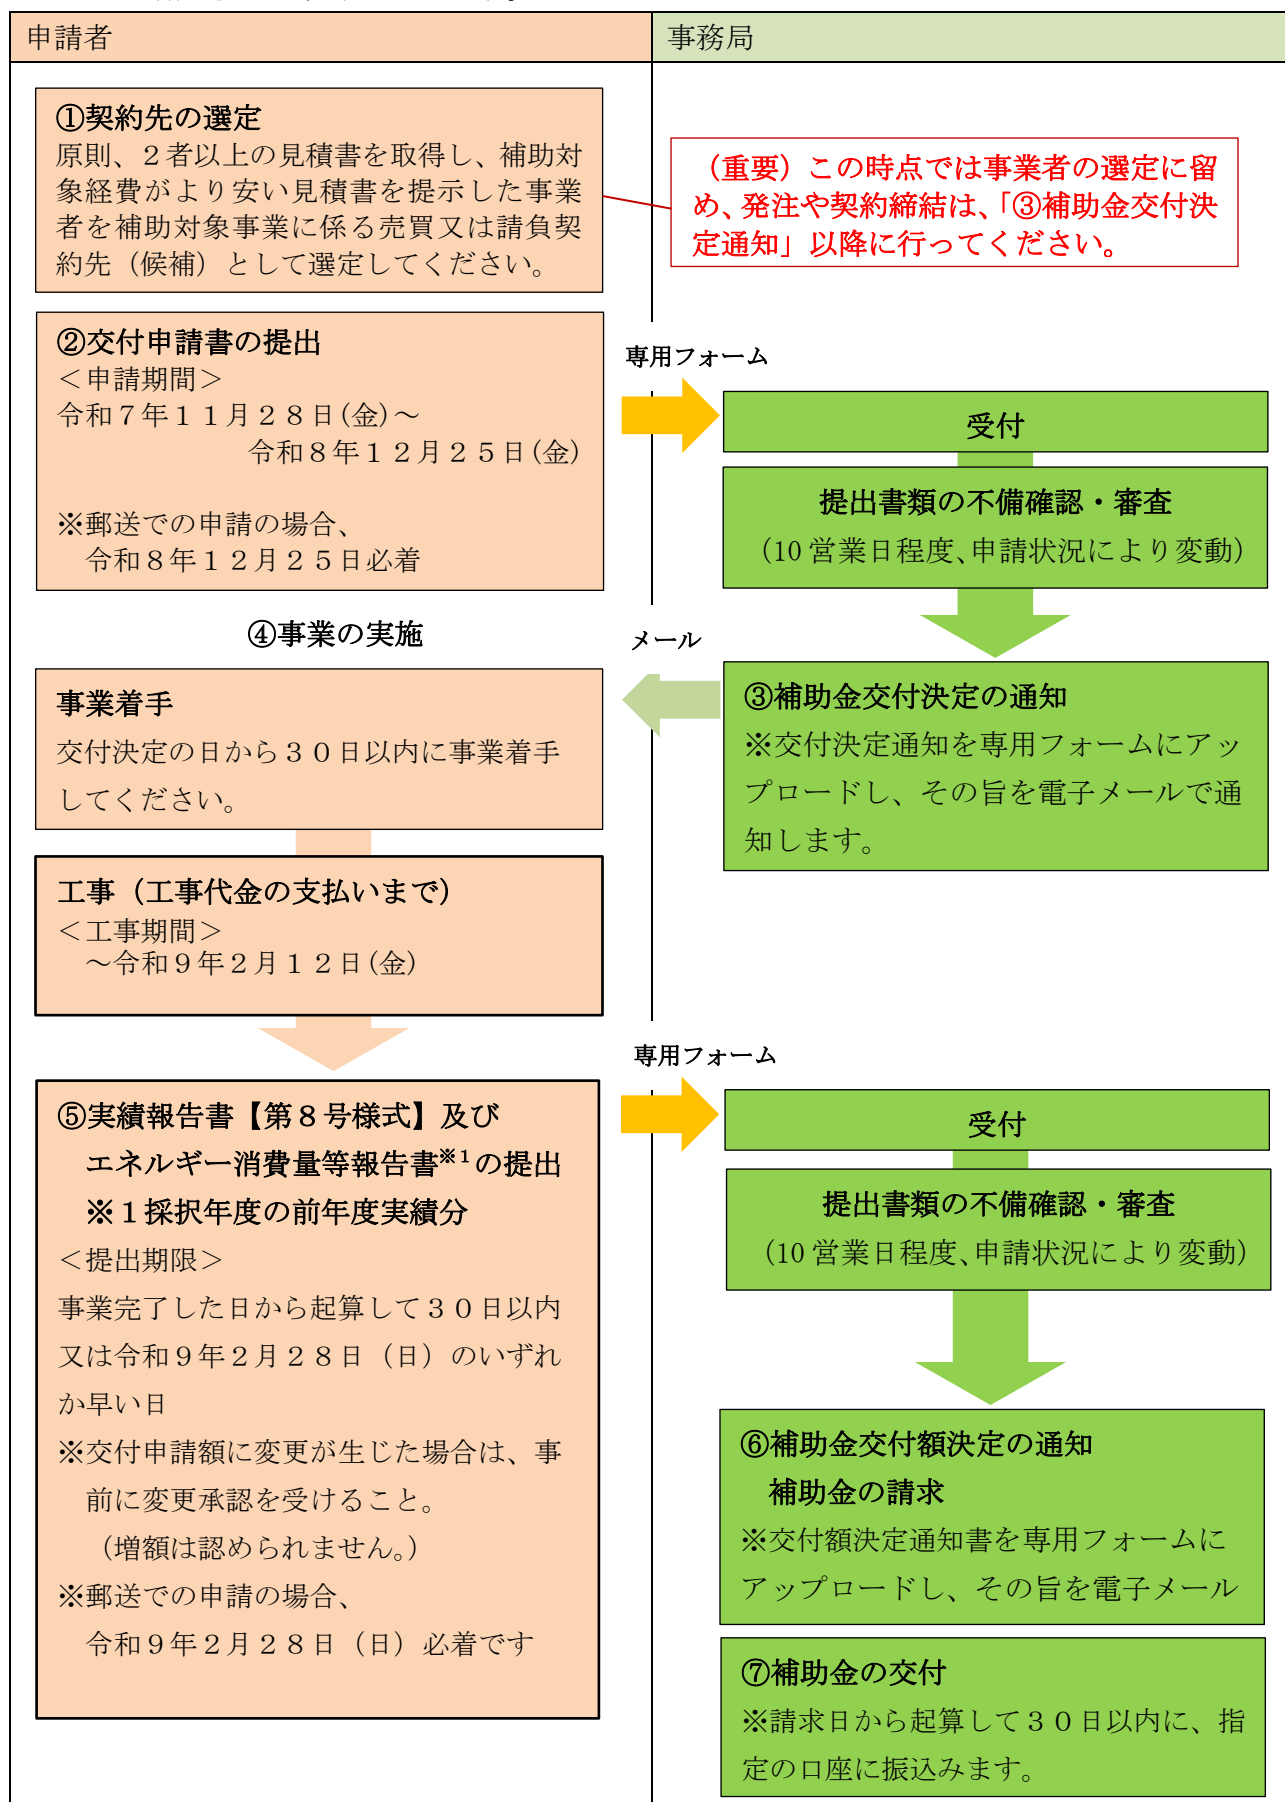 申請者
事務局
①契約先の選定
原則、２者以上の見積書を取得し、補助対
象経費がより安い見積書を提示した事業
者を補助対象事業に係る売買又は請負契
約先（候補）として選定してください。
（重要）この時点では事業者の選定に留
め、発注や契約締結は、「③補助金交付決
定通知」以降に行ってください。
②交付申請書の提出
＜申請期間＞
令和７年１１月２８日(金)～
令和８年１２月２５日(金)
※郵送での申請の場合、
令和８年１２月２５日必着
専用フォーム
受付
提出書類の不備確認・審査
（10 営業日程度、申請状況により変動）
④事業の実施
メール
③補助金交付決定の通知
※交付決定通知を専用フォームにアッ
プロードし、その旨を電子メールで通
知します。
事業着手
交付決定の日から３０日以内に事業着手
してください。
工事（工事代金の支払いまで）
＜工事期間＞
～令和９年２月１２日(金)
専用フォーム
⑤実績報告書【第８号様式】及び
エネルギー消費量等報告書※１の提出
※１採択年度の前年度実績分
＜提出期限＞
事業完了した日から起算して３０日以内
又は令和９年２月２８日（日）のいずれ
か早い日
※交付申請額に変更が生じた場合は、事
前に変更承認を受けること。
（増額は認められません。）
※郵送での申請の場合、
令和９年２月２８日（日）必着です
受付
提出書類の不備確認・審査
（10 営業日程度、申請状況により変動）
⑥補助金交付額決定の通知
補助金の請求
※交付額決定通知書を専用フォームに
アップロードし、その旨を電子メール
⑦補助金の交付
※請求日から起算して３０日以内に、指
定の口座に振込みます。